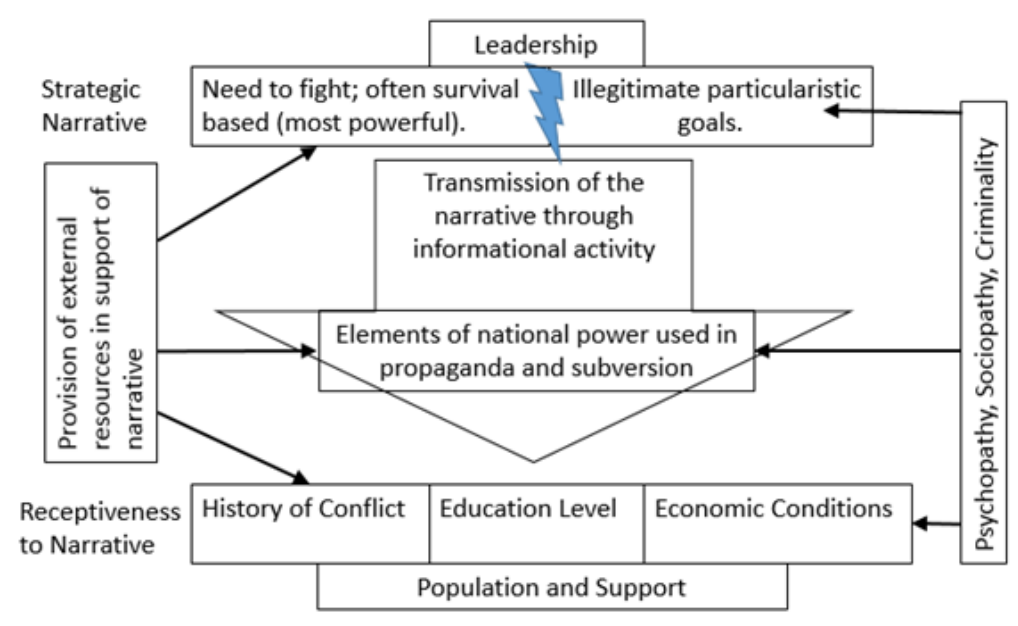 Leadership
Strategic
Narrative
Need to fight; often survival
based (most powerful).
Illegitimate particularistic
goals.
Transmission of the
narrative through
informational activity
Provision of external
resources in support of
narrative
Elements of national power used in
propaganda and subversion
Psychopathy, Sociopathy, Criminality
Receptiveness
to Narrative
History of Conflict
Education Level
Economic Conditions
Population and Support